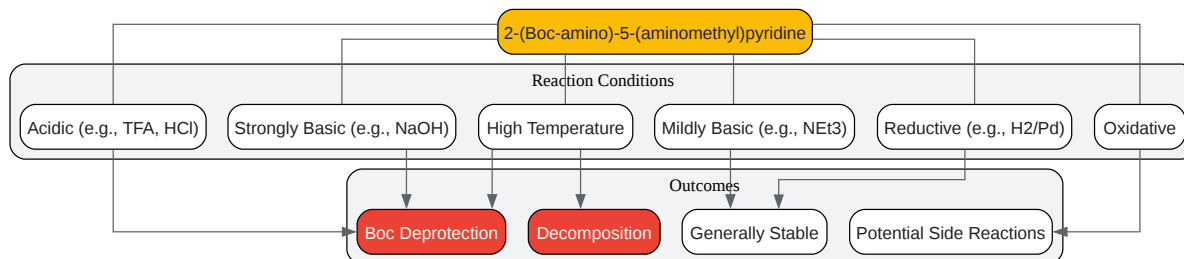 2-(Boc-amino)-5-(aminomethyl)pyridine
Reaction Conditions
Acidic (e.g., TFA, HCl)
Strongly Basic (e.g., NaOH)
High Temperature
Mildly Basic (e.g., NEt3)
Reductive (e.g., H2/Pd)
Oxidative
Outcomes
Boc Deprotection
Decomposition
Generally Stable
Potential Side Reactions